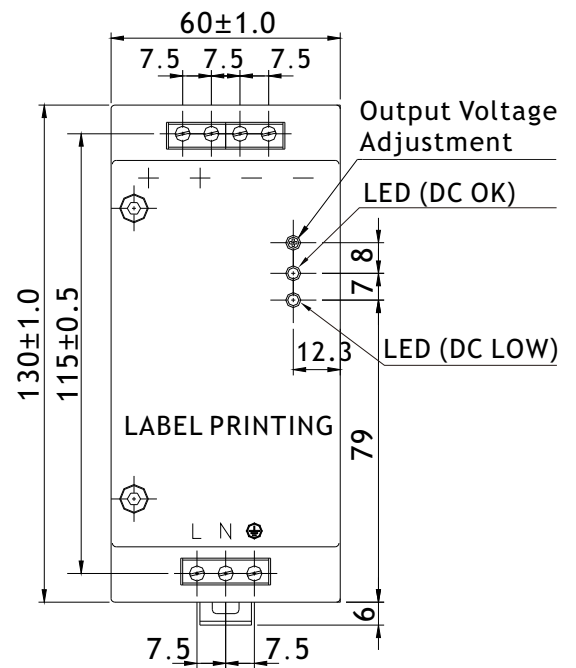 60±1.0
7.5 7.5 7.5
Output Voltage
Adjustment
+ + - -
LED (DC OK)
8
7
12.3
LED (DC LOW)
130±1.0
115±0.5
LABEL PRINTING
79
L N
6
7.5 7.5